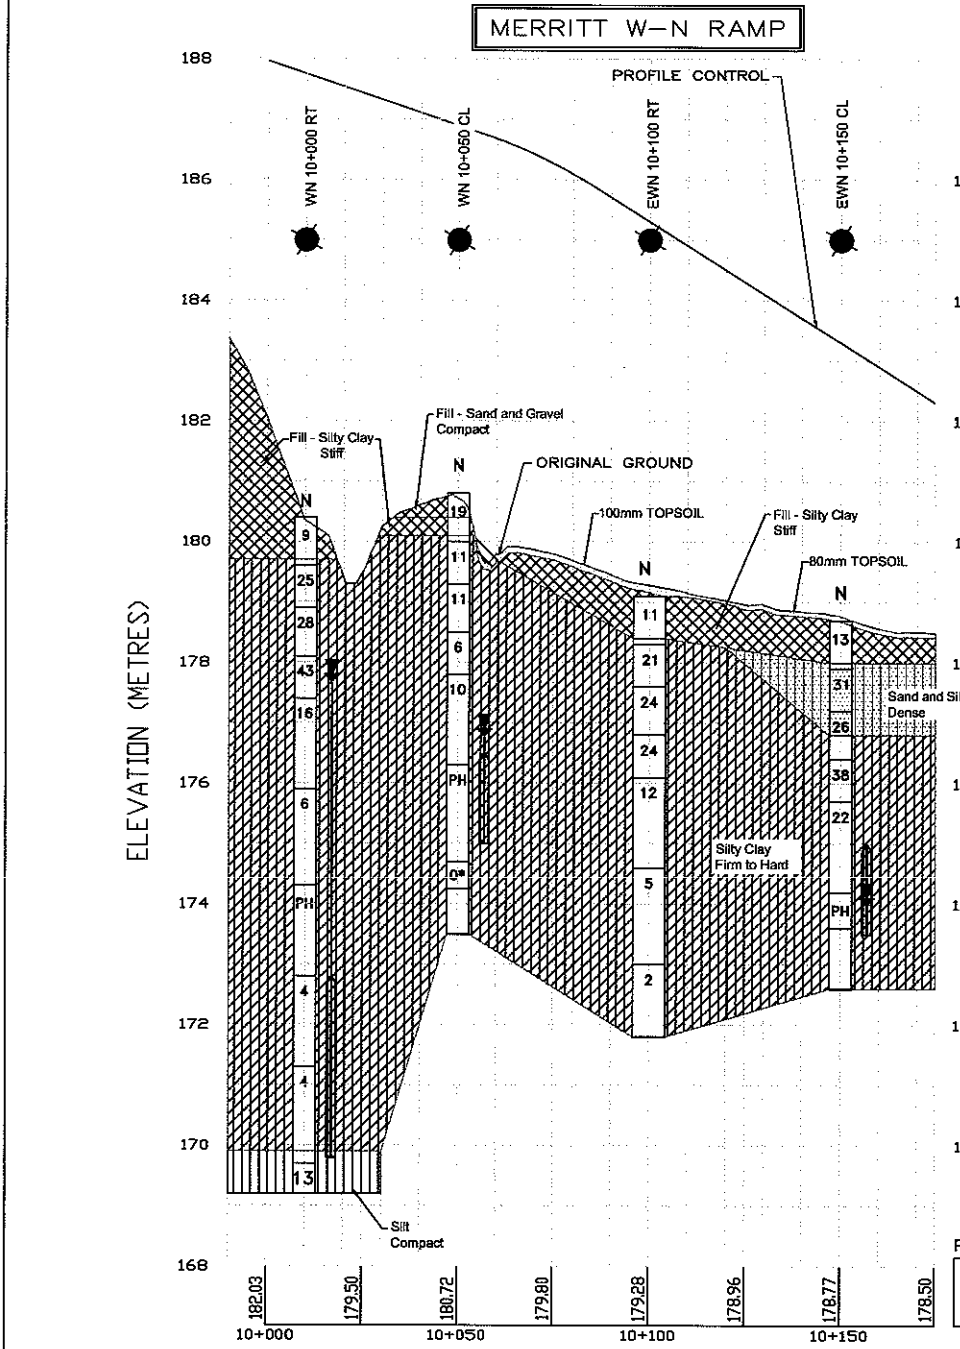 MERRITT W-N RAMP
188
PROFILE CONTROL
WN 10+000 RT
WN 10+050 CL
EWN 10+100 RT
EWN 10+150 CL
186
184
182
Fill - Sand and Gravel
Compact
Fill - Silty Clay
Stiff
ORIGINAL GROUND
100mm TOPSOIL
Fill - Silty Clay
Stiff
80mm TOPSOIL
180
178
176
174
172
170
168
ELEVATION (METRES)
N
9
25
28
43
16
6
PH
4
4
13
N
19
11
11
6
10
PH
0*
N
11
21
24
24
12
5
2
N
13
31
26
38
22
PH
Sand and Sil
Dense
Silty Clay
Firm to Hard
Silt
Compact
182.03
179.50
180.72
179.80
179.28
178.96
178.77
178.50
10+000
10+050
10+100
10+150